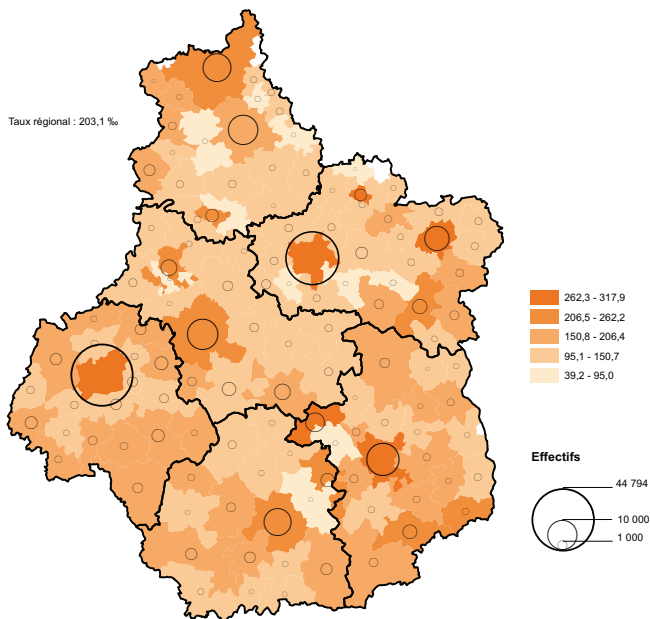 Taux régional : 203,1 ‰
262,3 - 317,9
206,5 - 262,2
150,8 - 206,4
95,1 - 150,7
39,2 - 95,0
Effectifs
44 794
10 000
1 000